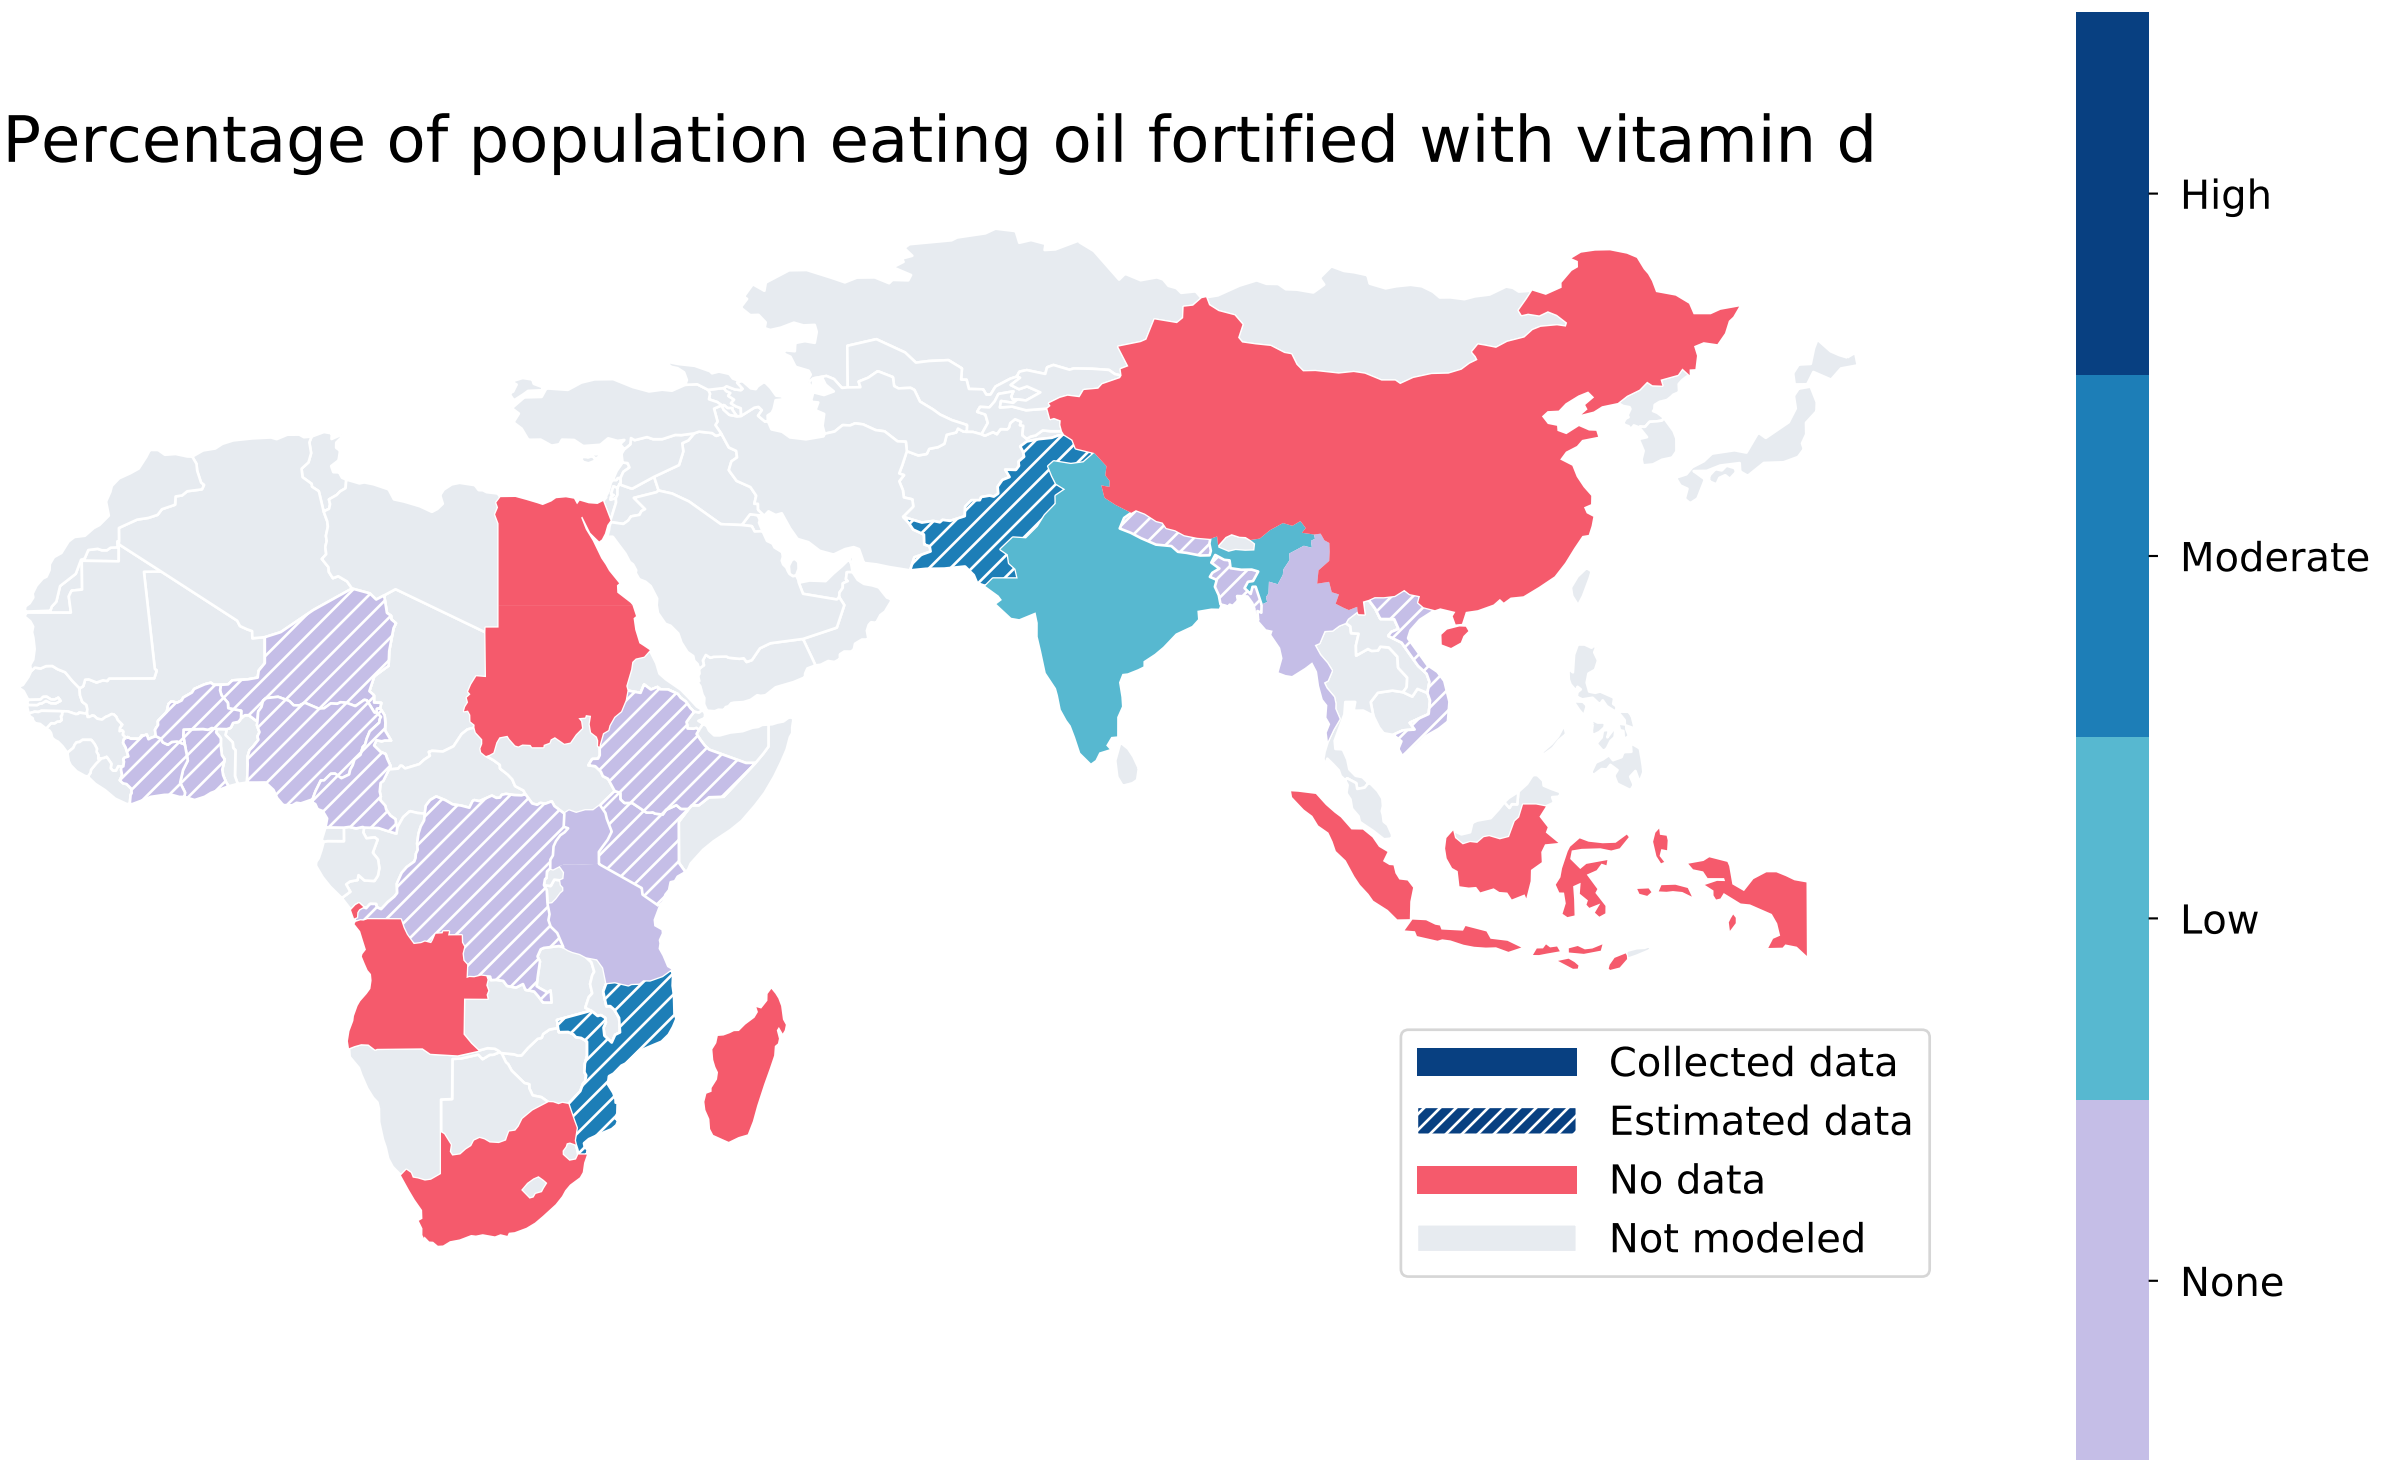 Percentage of population eating oil fortified with vitamin d
High
Moderate
Low
None
Collected data
Estimated data
No data
Not modeled